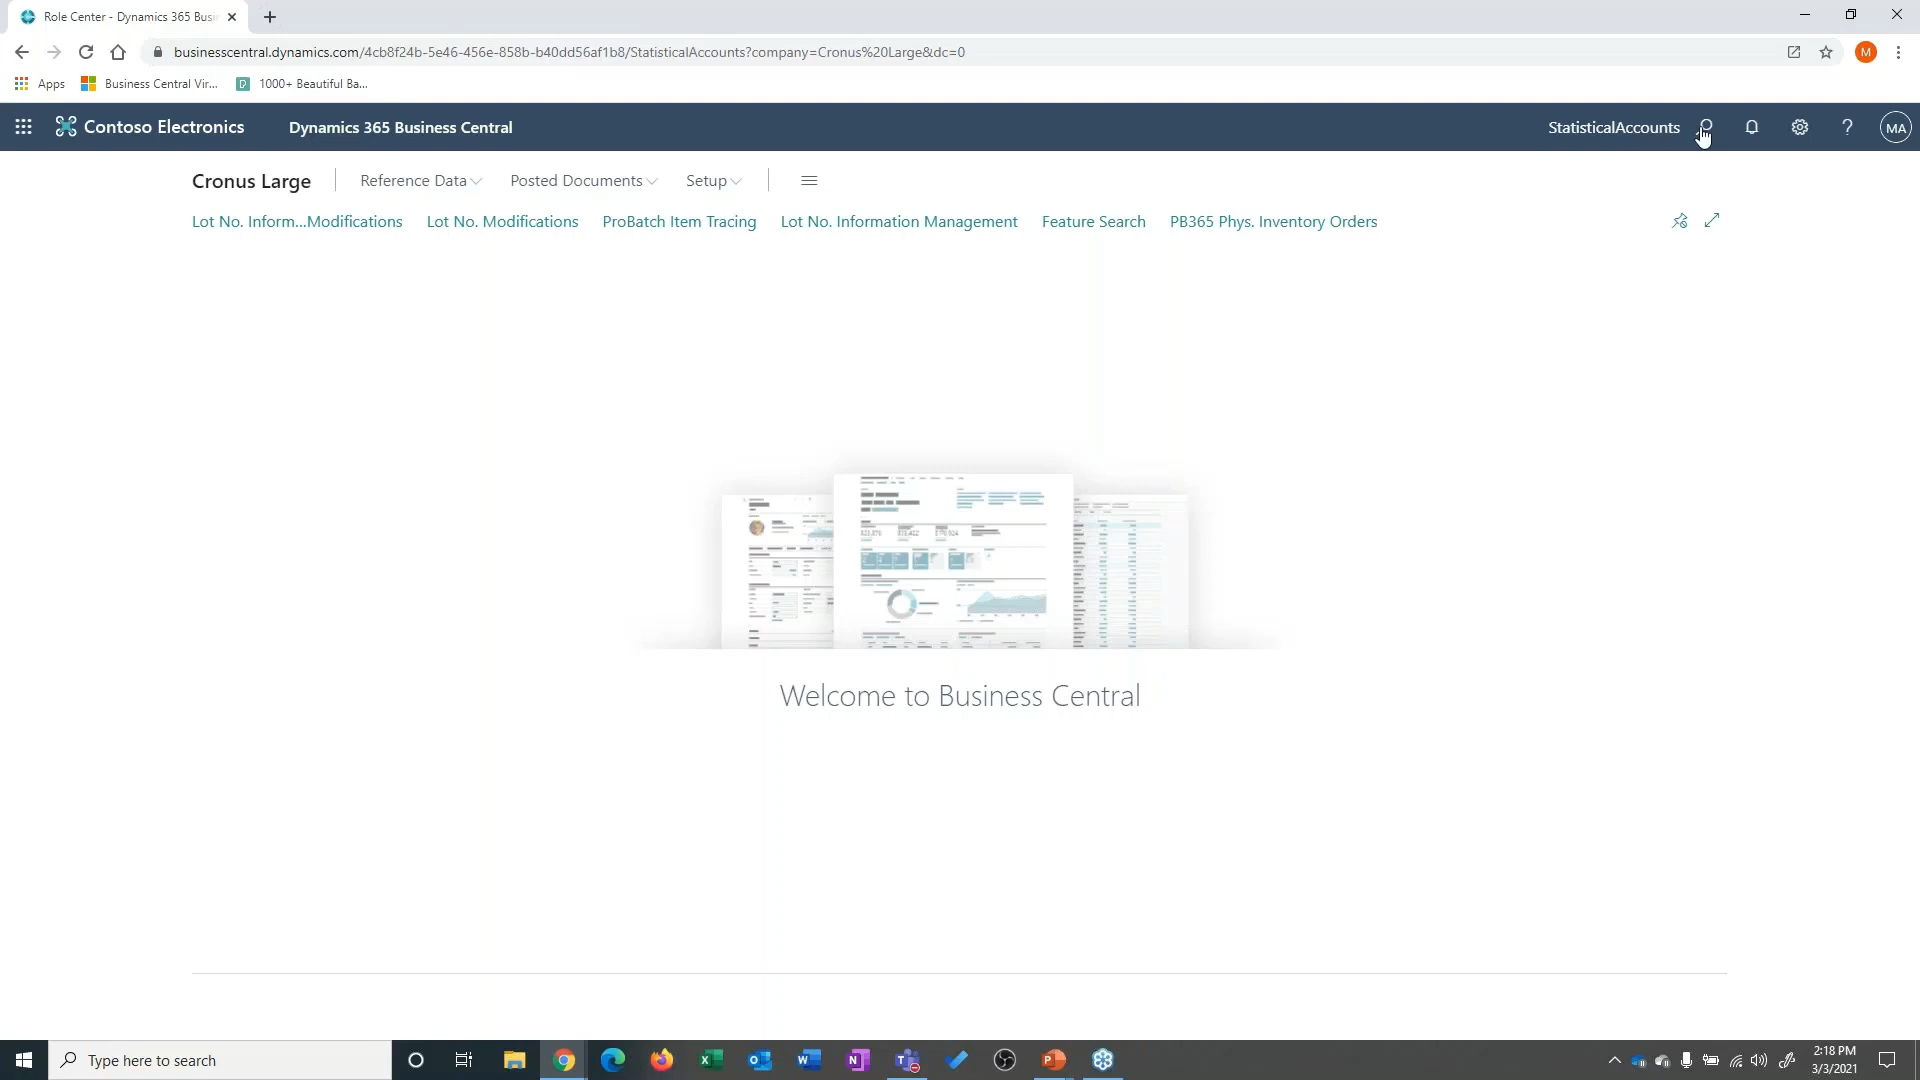 Role Center - Dynamics 365 Busi
businesscentral.dynamics.com/4cb8f24b-5e46-456e-858b-b40dd56af1b8/StatisticalAccounts?company=Cronus%20Large&dc=0
M
Apps
Business Central Vir...
1000+ Beautiful Ba...
Contoso Electronics
Dynamics 365 Business Central
StatisticalAccounts
MA
Cronus Large
Reference Data
Posted Documents
Setup
Lot No. Inform...Modifications
Lot No. Modifications
ProBatch Item Tracing
Lot No. Information Management
Feature Search
PB365 Phys. Inventory Orders
Welcome to Business Central
Type here to search
2:18 PM
3/3/2021